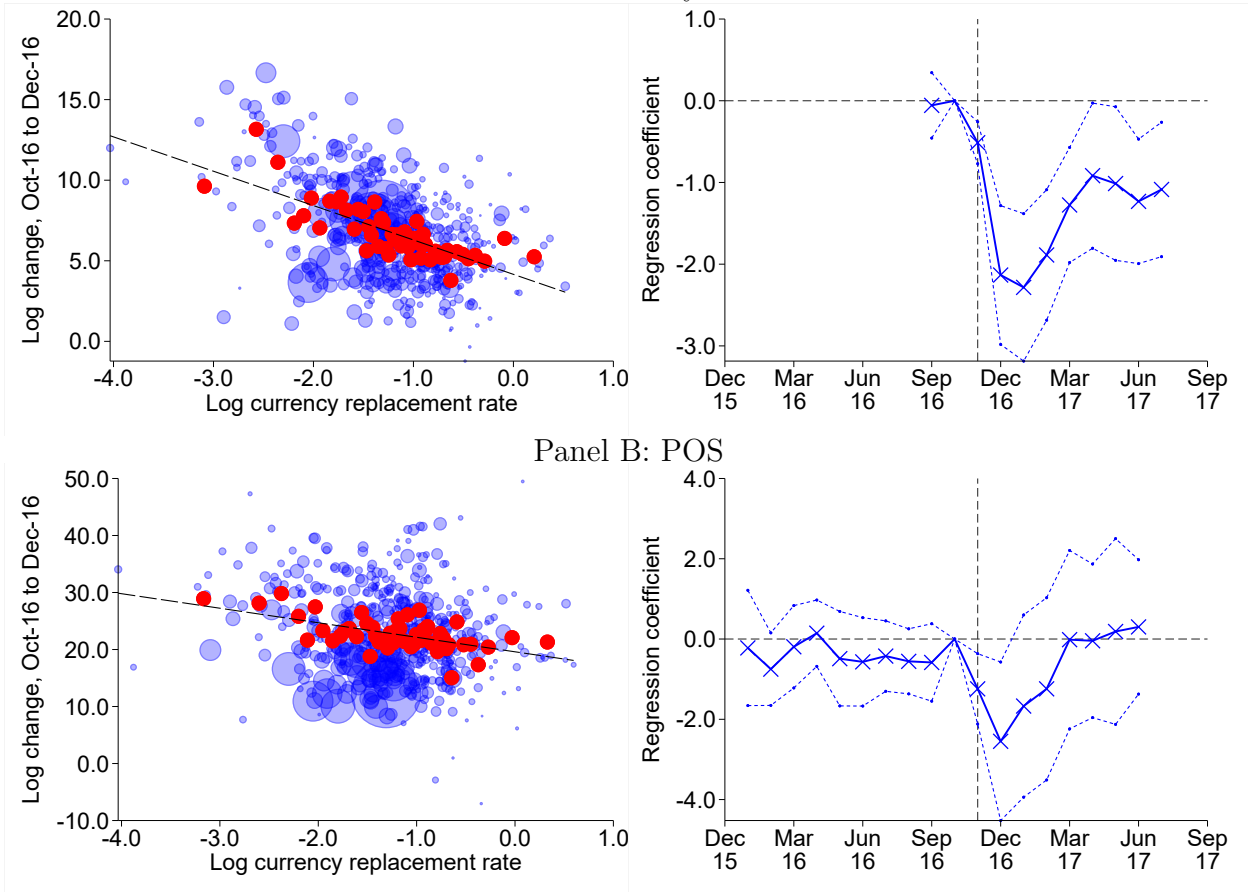 20.0
15.0
10.0
5.0
0.0
Log change, Oct-16 to Dec-16
-4.0 -3.0 -2.0 -1.0 0.0 1.0
Log currency replacement rate
1.0
0.0
-1.0
-2.0
-3.0
Regression coefficient
Dec Mar Jun Sep Dec Mar Jun Sep
15 16 16 16 16 17 17 17
Panel B: POS
50.0
40.0
30.0
20.0
10.0
0.0
-10.0
Log change, Oct-16 to Dec-16
-4.0 -3.0 -2.0 -1.0 0.0 1.0
Log currency replacement rate
4.0
2.0
0.0
-2.0
-4.0
Regression coefficient
Dec Mar Jun Sep Dec Mar Jun Sep
15 16 16 16 16 17 17 17